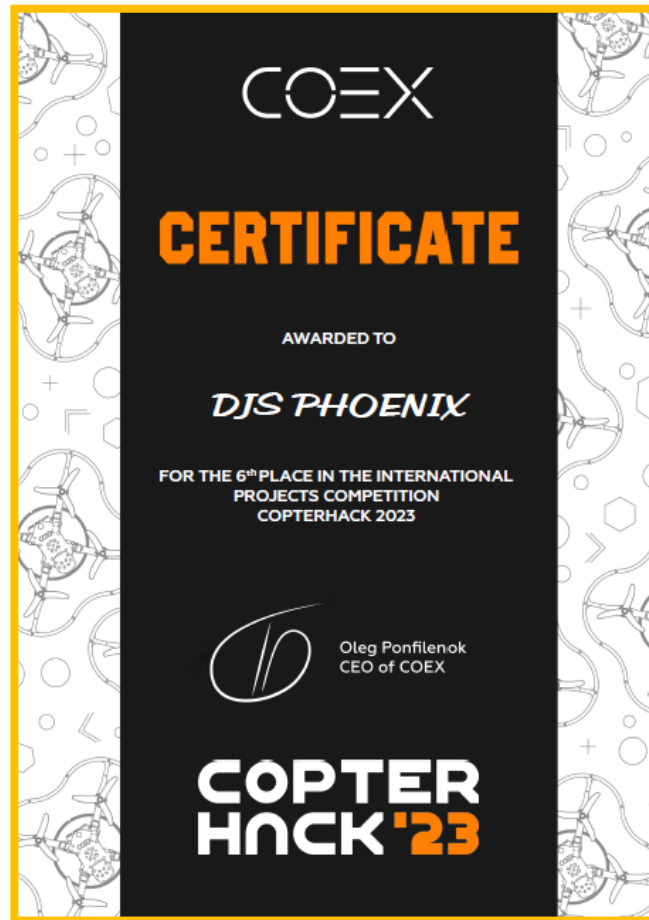 COEX
CERTIFICATE
AWARDED TO
DJS PHOENIX
FOR THE 6th PLACE IN THE INTERNATIONAL
PROJECTS COMPETITION
COPTERHACK 2023
Oleg Ponfilenok
CEO of COEX
COPTER
HACK '23